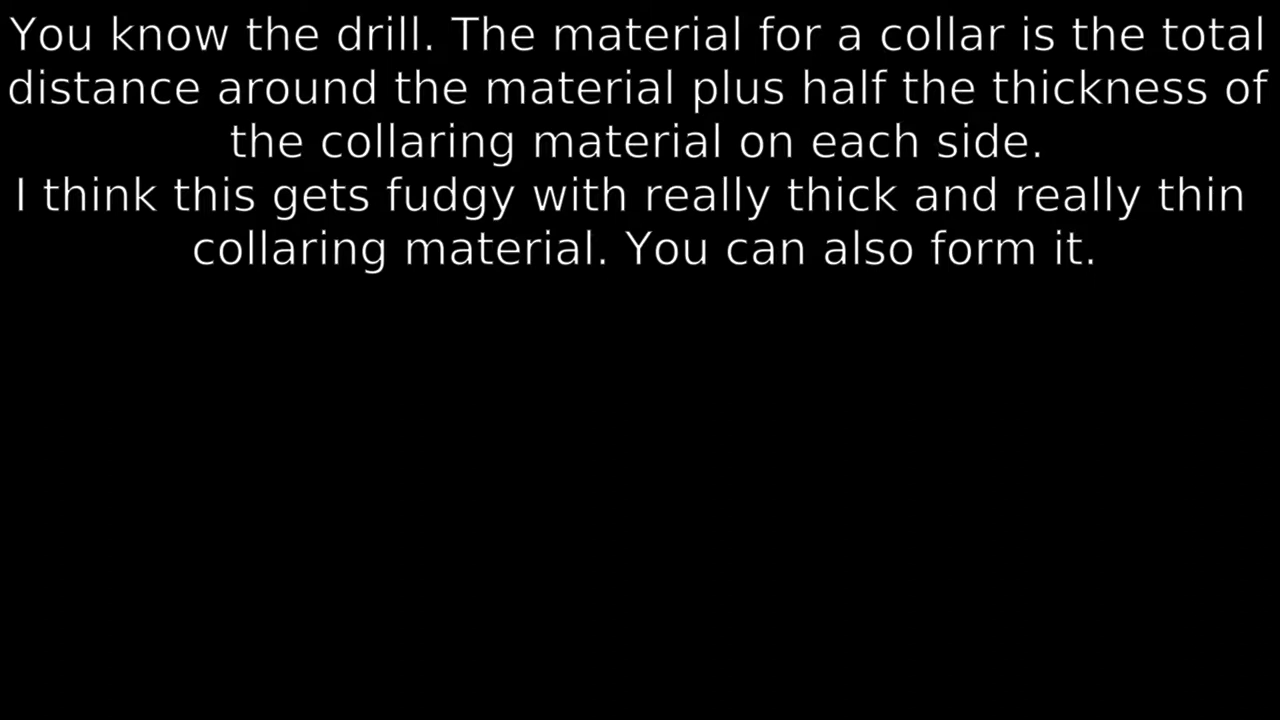 You know the drill. The material for a collar is the total
distance around the material plus half the thickness of
the collaring material on each side.
I think this gets fudgy with really thick and really thin
collaring material. You can also form it.